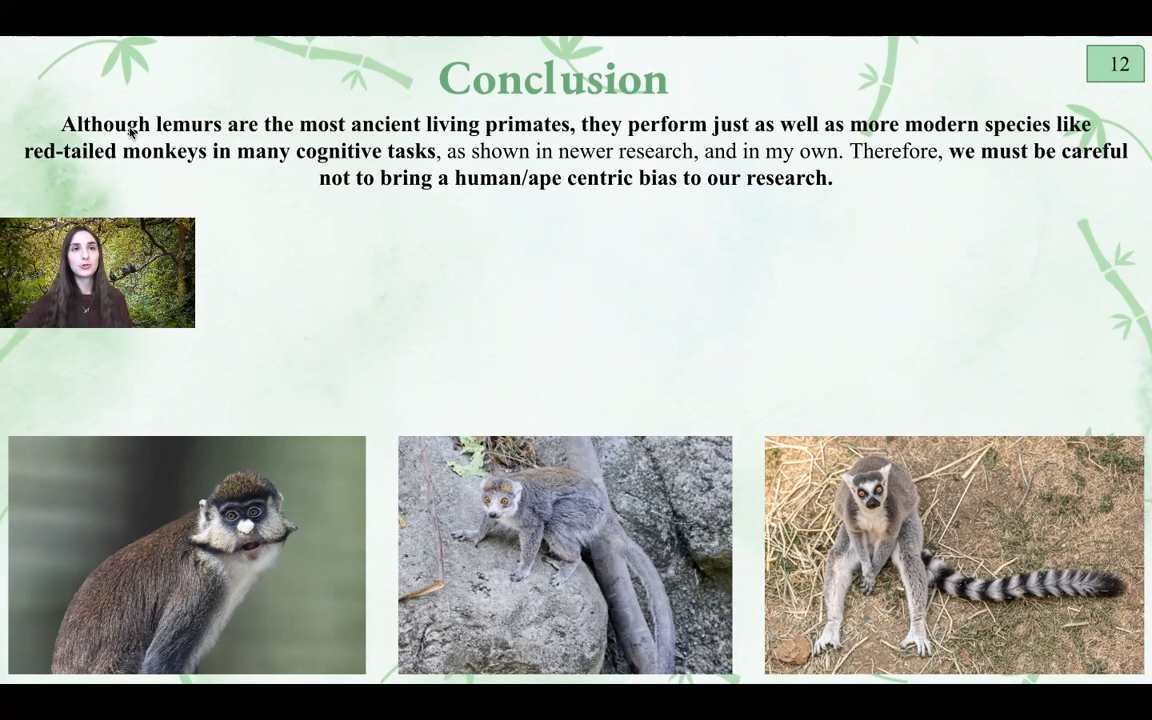 12
Conclusion
Although lemurs are the most ancient living primates, they perform just as well as more modern species like
red-tailed monkeys in many cognitive tasks, as shown in newer research, and in my own. Therefore, we must be careful
not to bring a human/ape centric bias to our research.